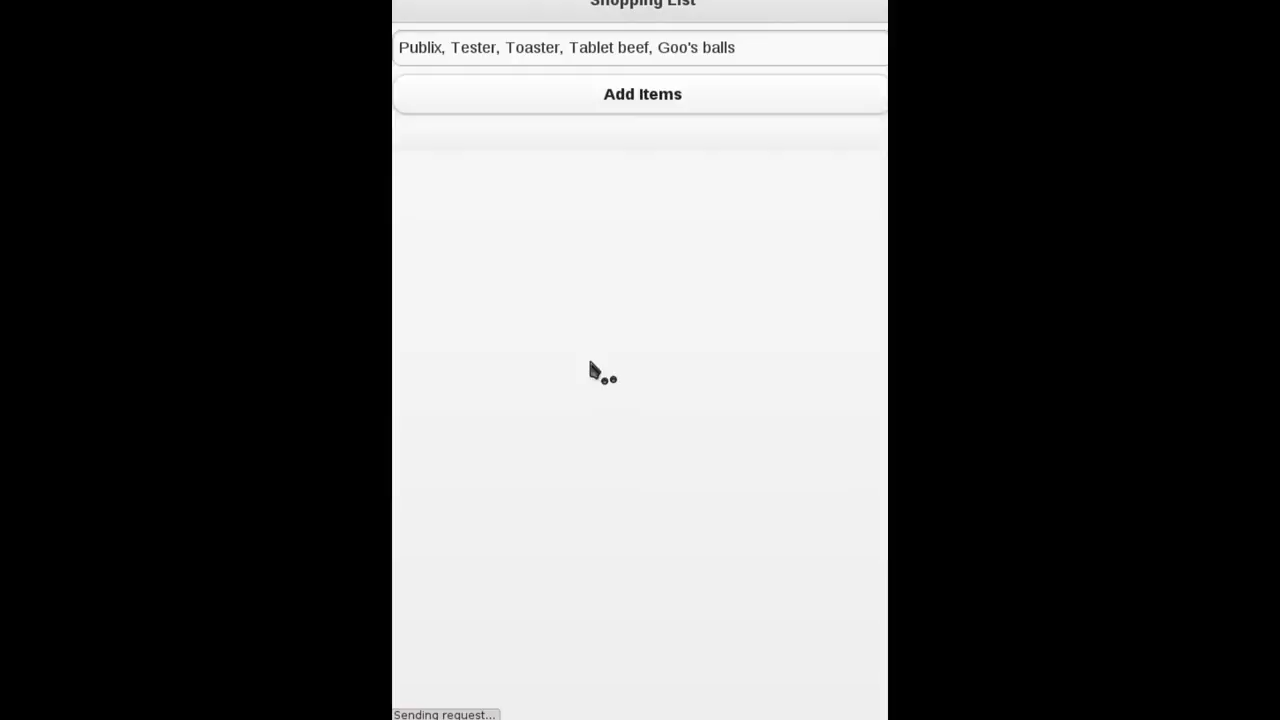 Shopping List
Publix, Tester, Toaster, Tablet beef, Goo's balls
Add Items
Sending request...